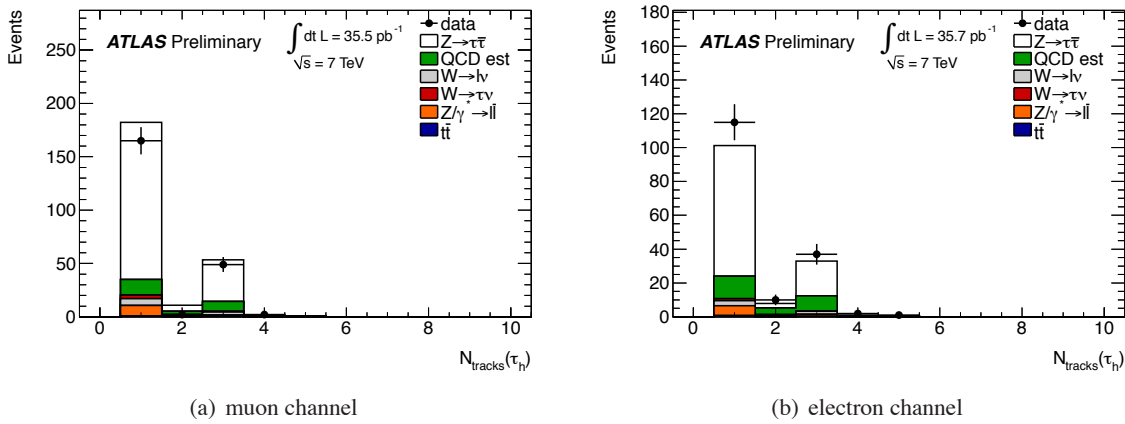 Events
250
200
150
100
50
0
0 2 4 6 8 10
N_tracks(τ_h)
ATLAS Preliminary
∫ dt L = 35.5 pb⁻¹
√s = 7 TeV
data
Z→ττ̄
QCD est
W→lν
W→τν
Z/γ*→ll̄
tt̄
(a) muon channel
Events
180
160
140
120
100
80
60
40
20
0
0 2 4 6 8 10
N_tracks(τ_h)
ATLAS Preliminary
∫ dt L = 35.7 pb⁻¹
√s = 7 TeV
data
Z→ττ̄
QCD est
W→lν
W→τν
Z/γ*→ll̄
tt̄
(b) electron channel